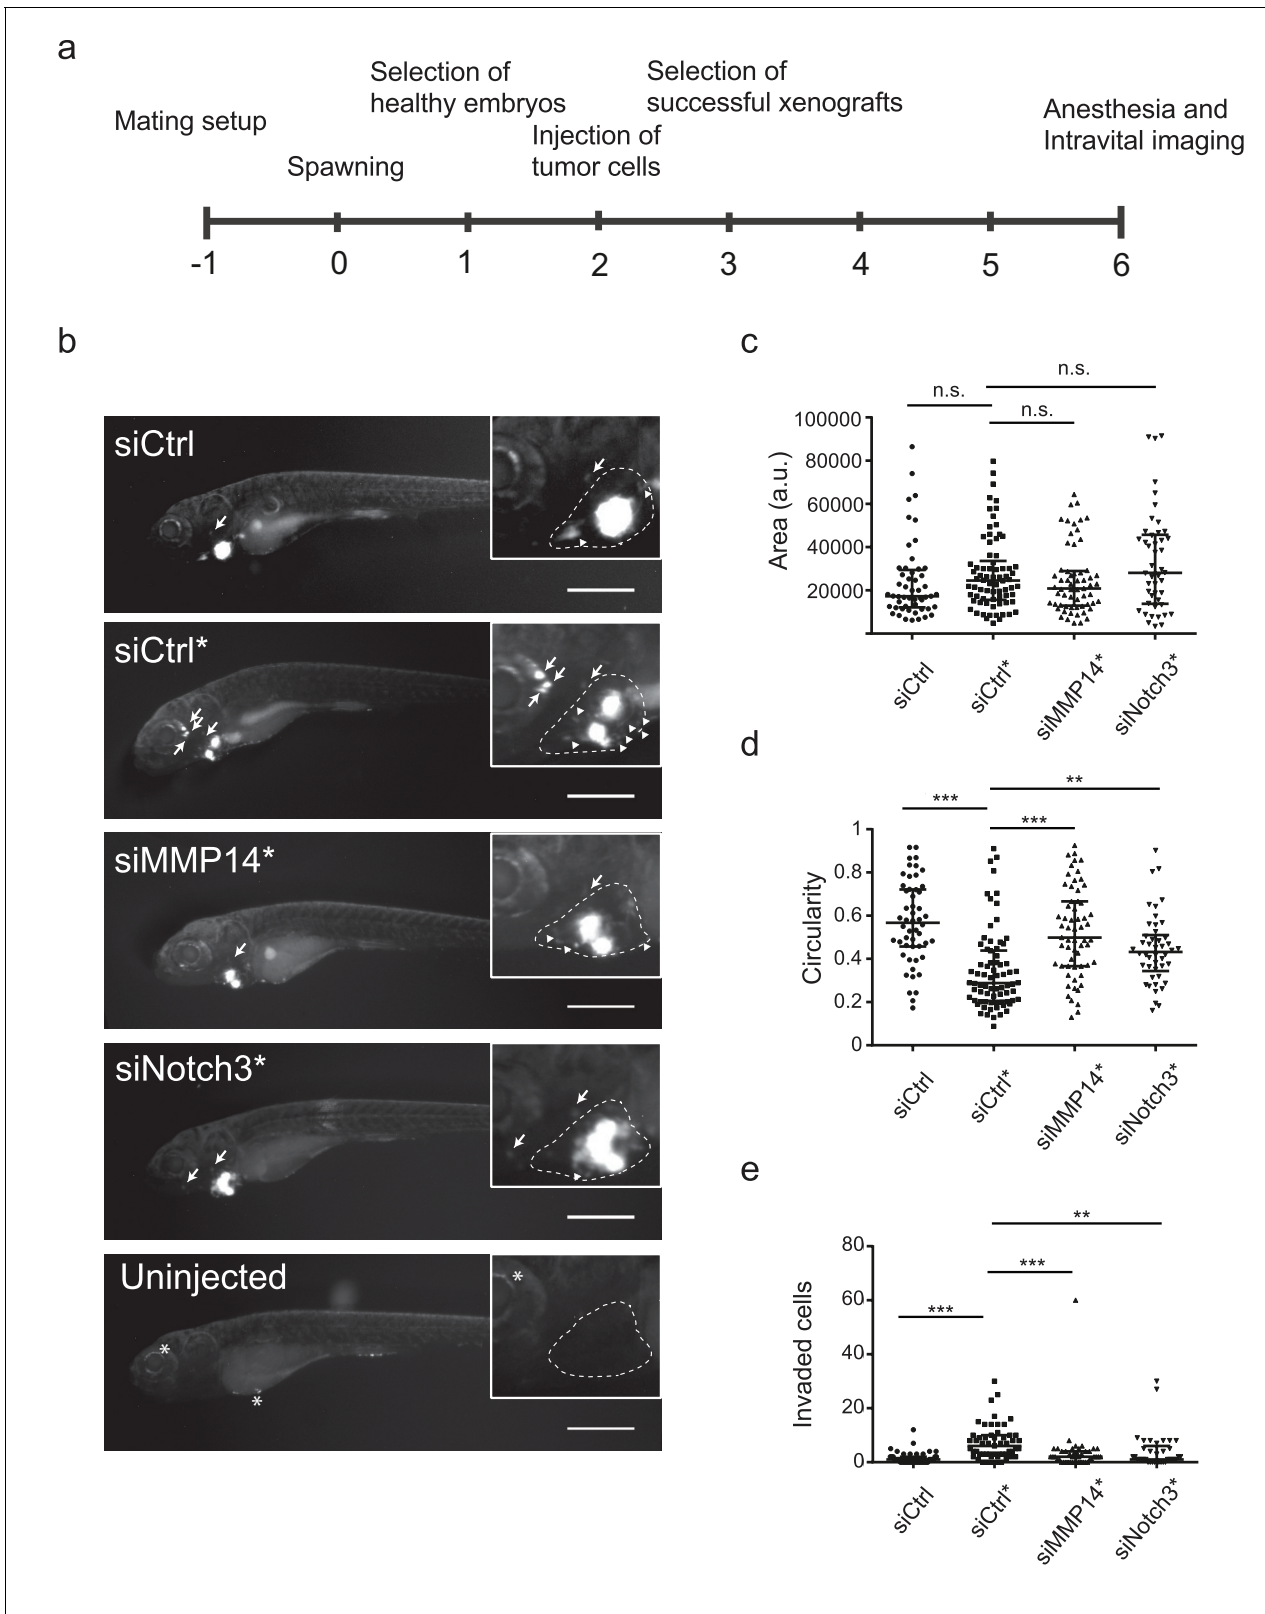 a
Selection of
healthy embryos
Selection of
successful xenografts
Mating setup
Injection of
tumor cells
Anesthesia and
Intravital imaging
Spawning
-1 0 1 2 3 4 5 6
b
siCtrl
siCtrl*
siMMP14*
siNotch3*
Uninjected
*
*
*
c
n.s.
n.s.
n.s.
Area (a.u.)
100000
80000
60000
40000
20000
siCtrl
siCtrl*
siMMP14*
siNotch3*
d
**
***
***
Circularity
1
0.8
0.6
0.4
0.2
0
siCtrl
siCtrl*
siMMP14*
siNotch3*
e
**
***
***
Invaded cells
80
60
40
20
0
siCtrl
siCtrl*
siMMP14*
siNotch3*